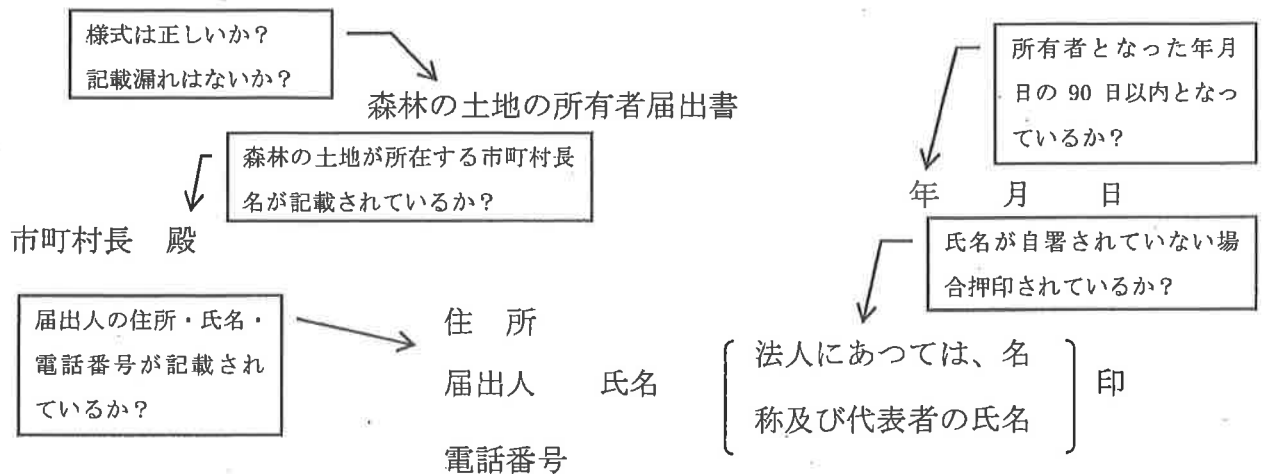 様式は正しいか？
記載漏れはないか？
所有者となった年月
日の 90 日以内となっ
ているか？
森林の土地の所有者届出書
森林の土地が所在する市町村長
名が記載されているか？
年　月　日
市町村長　殿
氏名が自署されていない場
合押印されているか？
届出人の住所・氏名・
電話番号が記載され
ているか？
住　所
届出人　氏名
法人にあつては、名
称及び代表者の氏名
印
電話番号